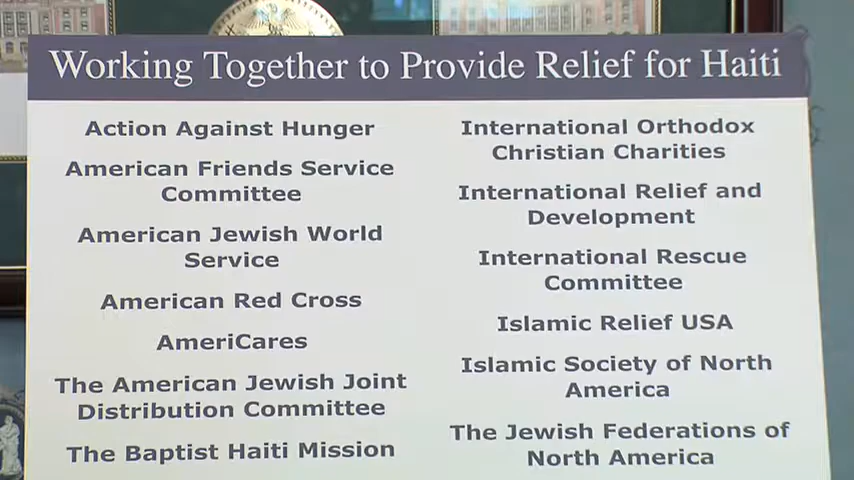 Working Together to Provide Relief for Haiti
Action Against Hunger
American Friends Service
Committee
American Jewish World
Service
American Red Cross
AmeriCares
The American Jewish Joint
Distribution Committee
The Baptist Haiti Mission
International Orthodox
Christian Charities
International Relief and
Development
International Rescue
Committee
Islamic Relief USA
Islamic Society of North
America
The Jewish Federations of
North America